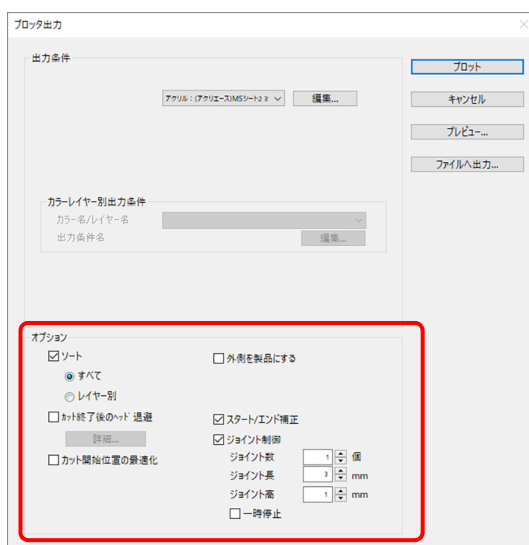 プロッタ出力
出力条件
アクリル：(アクリエース)MSシート2 3
編集...
プロット
キャンセル
プレビュー...
ファイルへ出力...
カラーレイヤー別出力条件
カラー名/レイヤー名
出力条件名
編集...
オプション
ソート
すべて
レイヤー別
カット終了後のヘッド退避
詳細...
カット開始位置の最適化
外側を製品にする
スタート/エンド補正
ジョイント制御
ジョイント数 1 個
ジョイント長 3 mm
ジョイント高 1 mm
一時停止